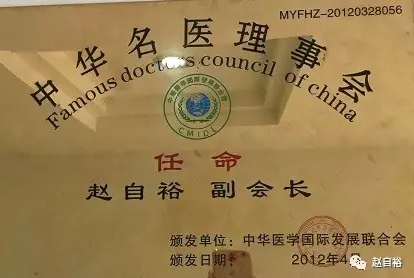 MYFHZ-20120328056
中华名医理事会
Famous doctors council of china
CMIDL
任命
赵自裕 副会长
颁发单位：中华医学国际发展联合会
颁发日期：2012年4
赵自裕